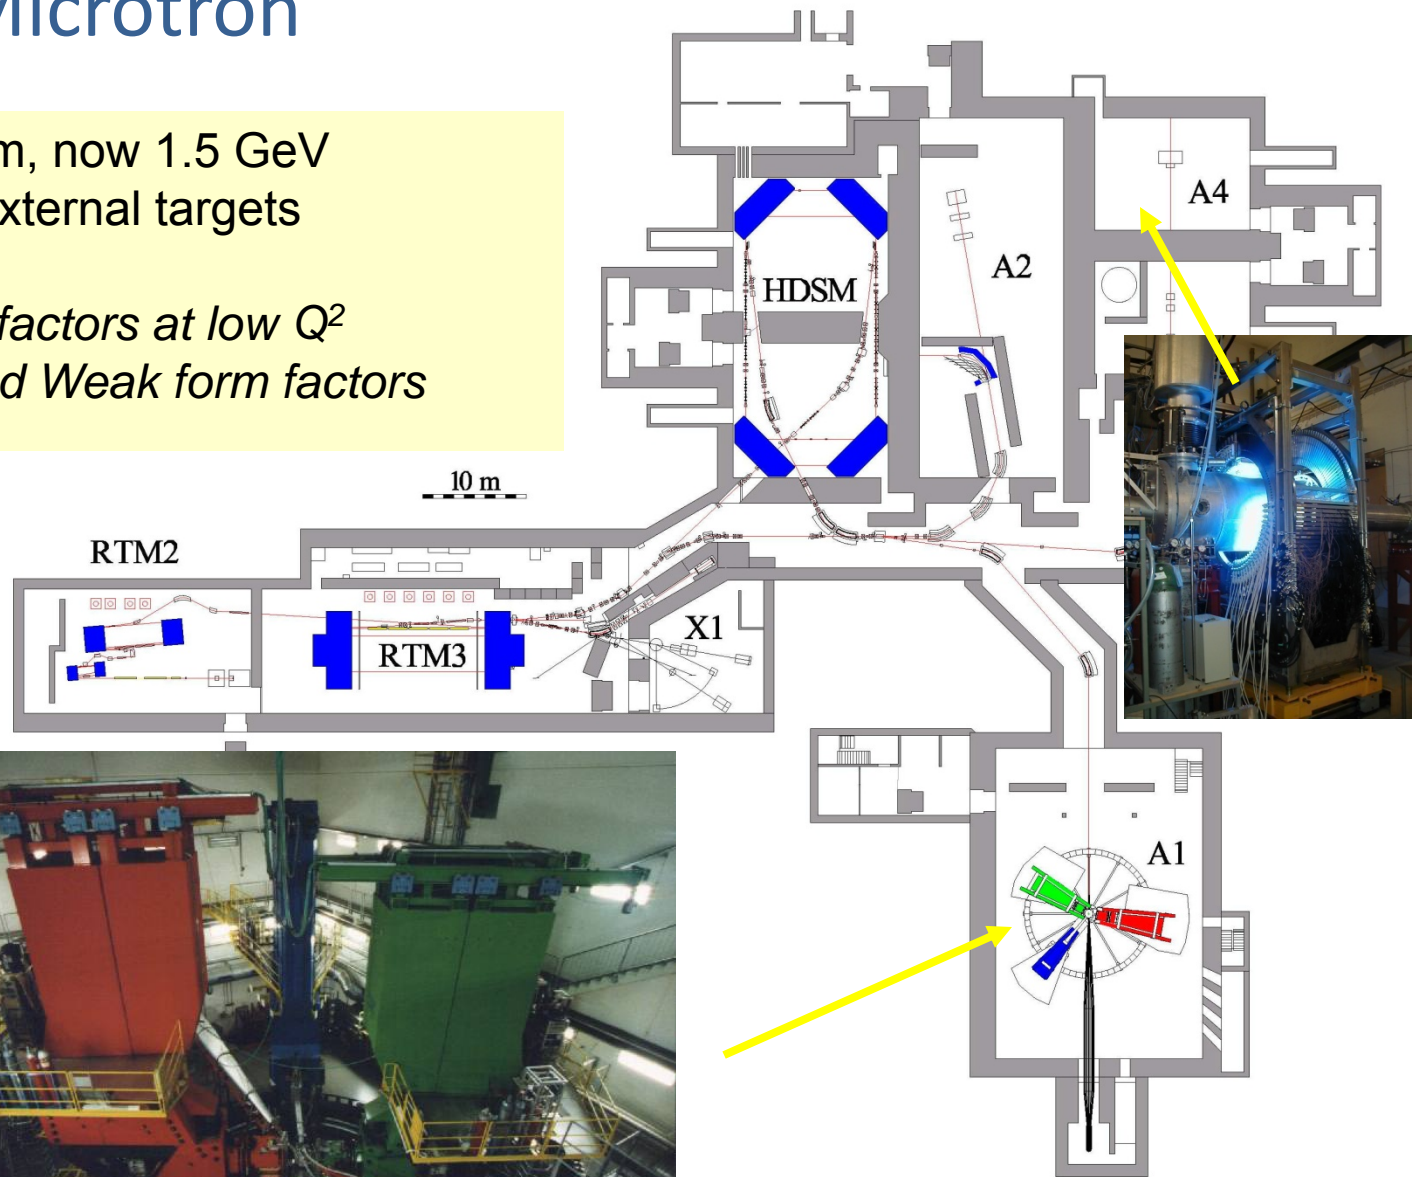 Microtron
m, now 1.5 GeV
xternal targets
factors at low Q²
d Weak form factors
A4
A2
HDSM
10 m
RTM2
RTM3
X1
A1